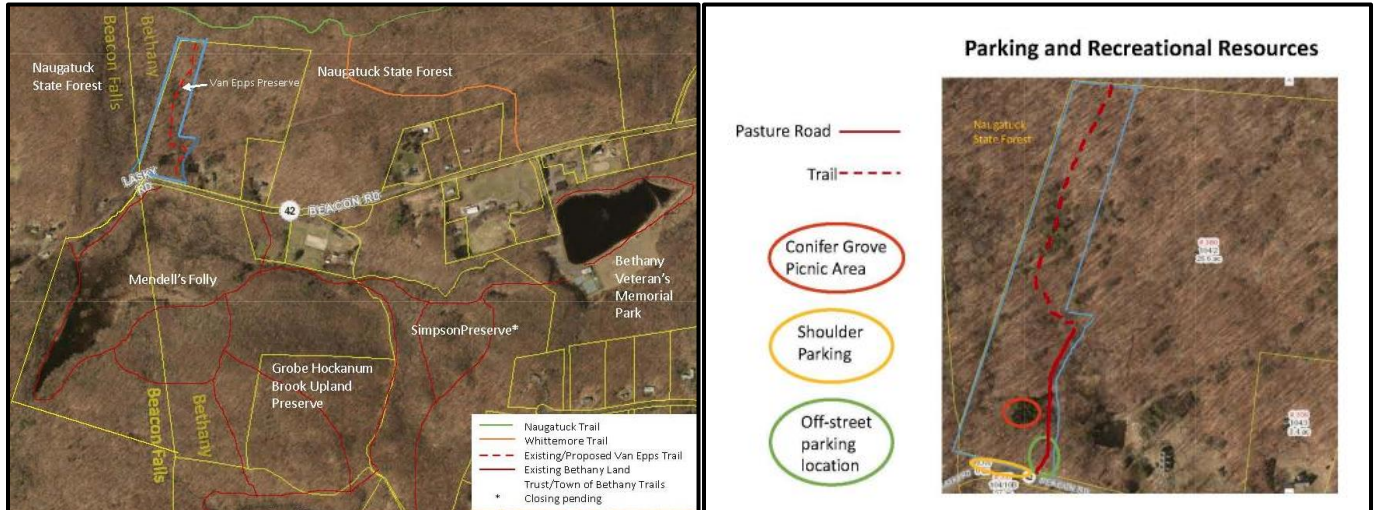 Naugatuck
State Forest
Bethany
Beacon Falls
Van Epps Preserve
Naugatuck State Forest
LASKY
RD
42
BEACON RD
Mendell's Folly
Bethany
Veteran's
Memorial
Park
SimpsonPreserve*
Grobe Hockanum
Brook Upland
Preserve
Beacon Falls
Bethany
Naugatuck Trail
Whittemore Trail
Existing/Proposed Van Epps Trail
Existing Bethany Land
Trust/Town of Bethany Trails
* Closing pending
Parking and Recreational Resources
Pasture Road
Trail
Conifer Grove
Picnic Area
Shoulder
Parking
Off-street
parking
location
Naugatuck
State Forest
104/2
BEACON RD